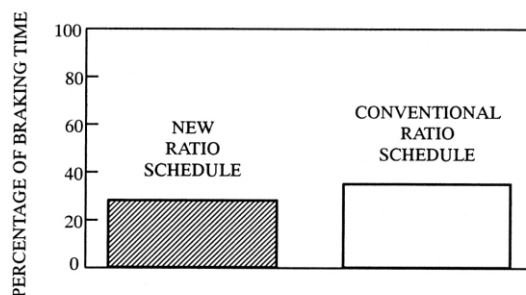 PERCENTAGE OF BRAKING TIME
100
80
60
40
20
0
NEW
RATIO
SCHEDULE
CONVENTIONAL
RATIO
SCHEDULE